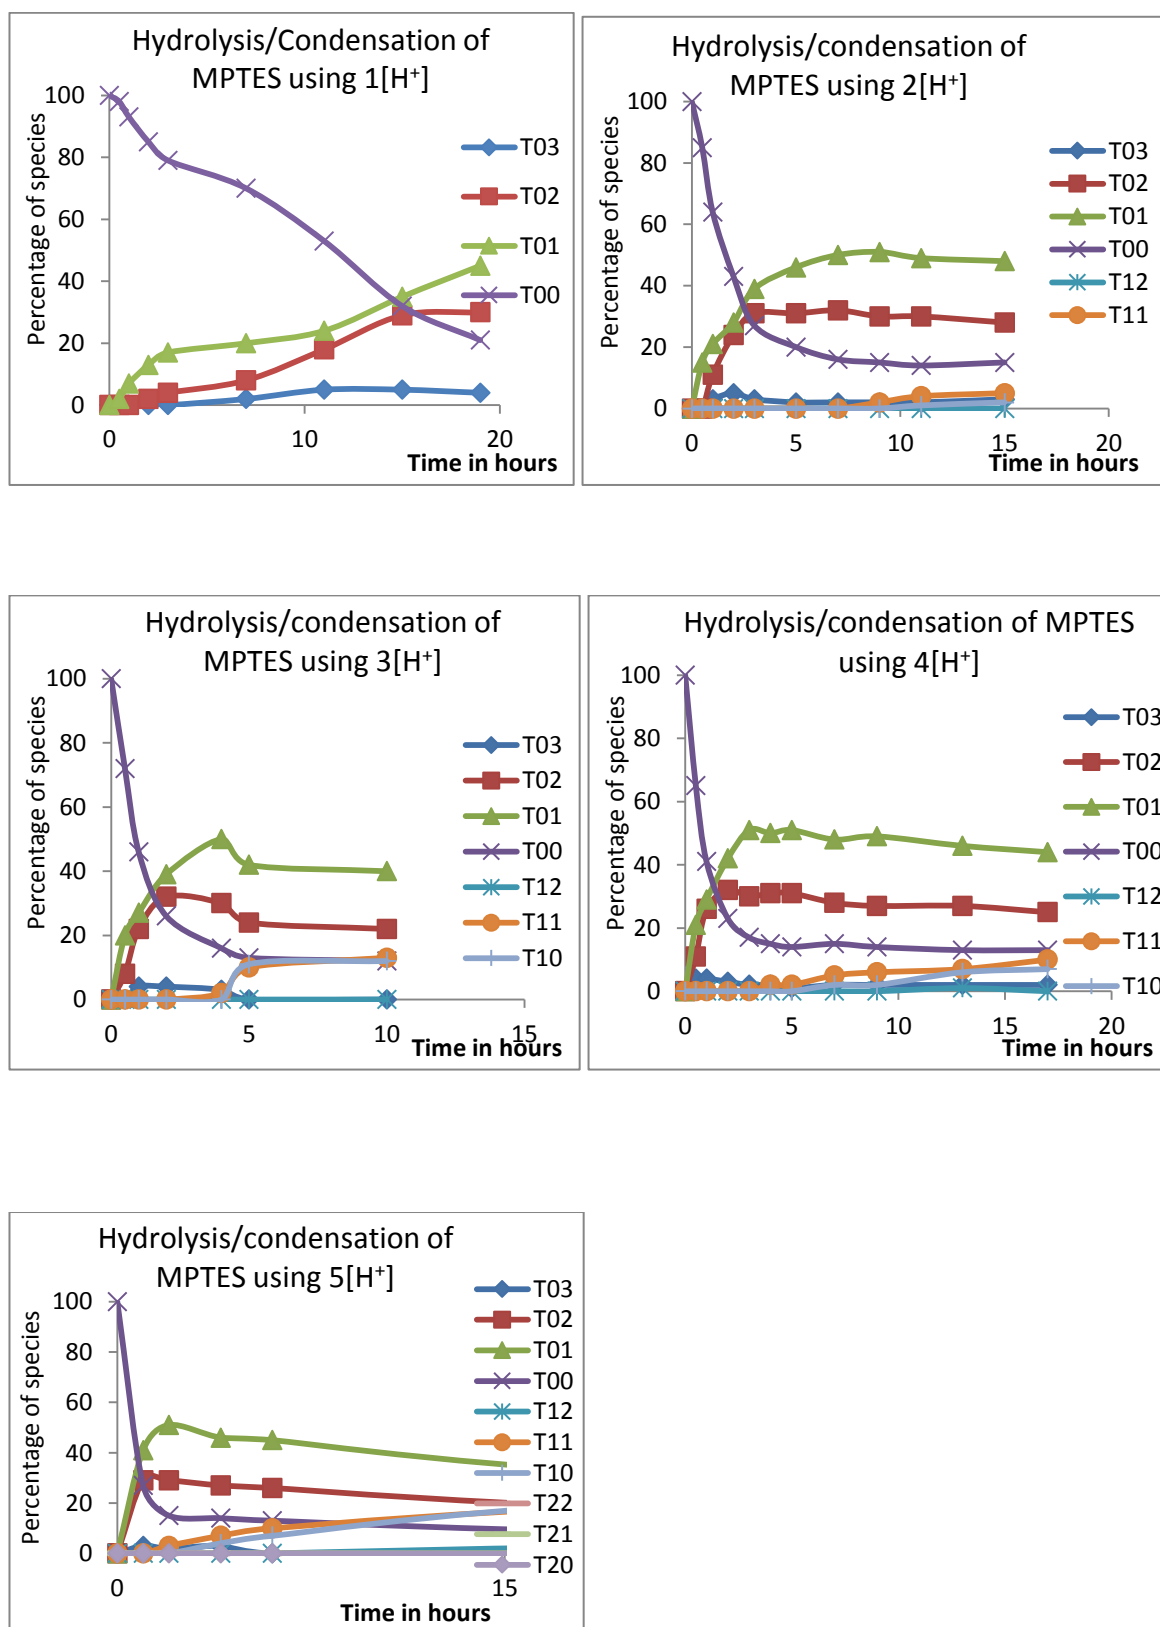 Hydrolysis/Condensation of
MPTES using 1[H⁺]
Percentage of species
100
80
60
40
20
0
0
10
20
Time in hours
T03
T02
T01
T00
Hydrolysis/condensation of
MPTES using 2[H⁺]
Percentage of species
100
80
60
40
20
0
0
5
10
15
20
Time in hours
T03
T02
T01
T00
T12
T11
Hydrolysis/condensation of
MPTES using 3[H⁺]
Percentage of species
100
80
60
40
20
0
0
5
10
15
Time in hours
T03
T02
T01
T00
T12
T11
T10
Hydrolysis/condensation of MPTES
using 4[H⁺]
Percentage of species
100
80
60
40
20
0
0
5
10
15
20
Time in hours
T03
T02
T01
T00
T12
T11
T10
Hydrolysis/condensation of
MPTES using 5[H⁺]
Percentage of species
100
80
60
40
20
0
0
15
Time in hours
T03
T02
T01
T00
T12
T11
T10
T22
T21
T20